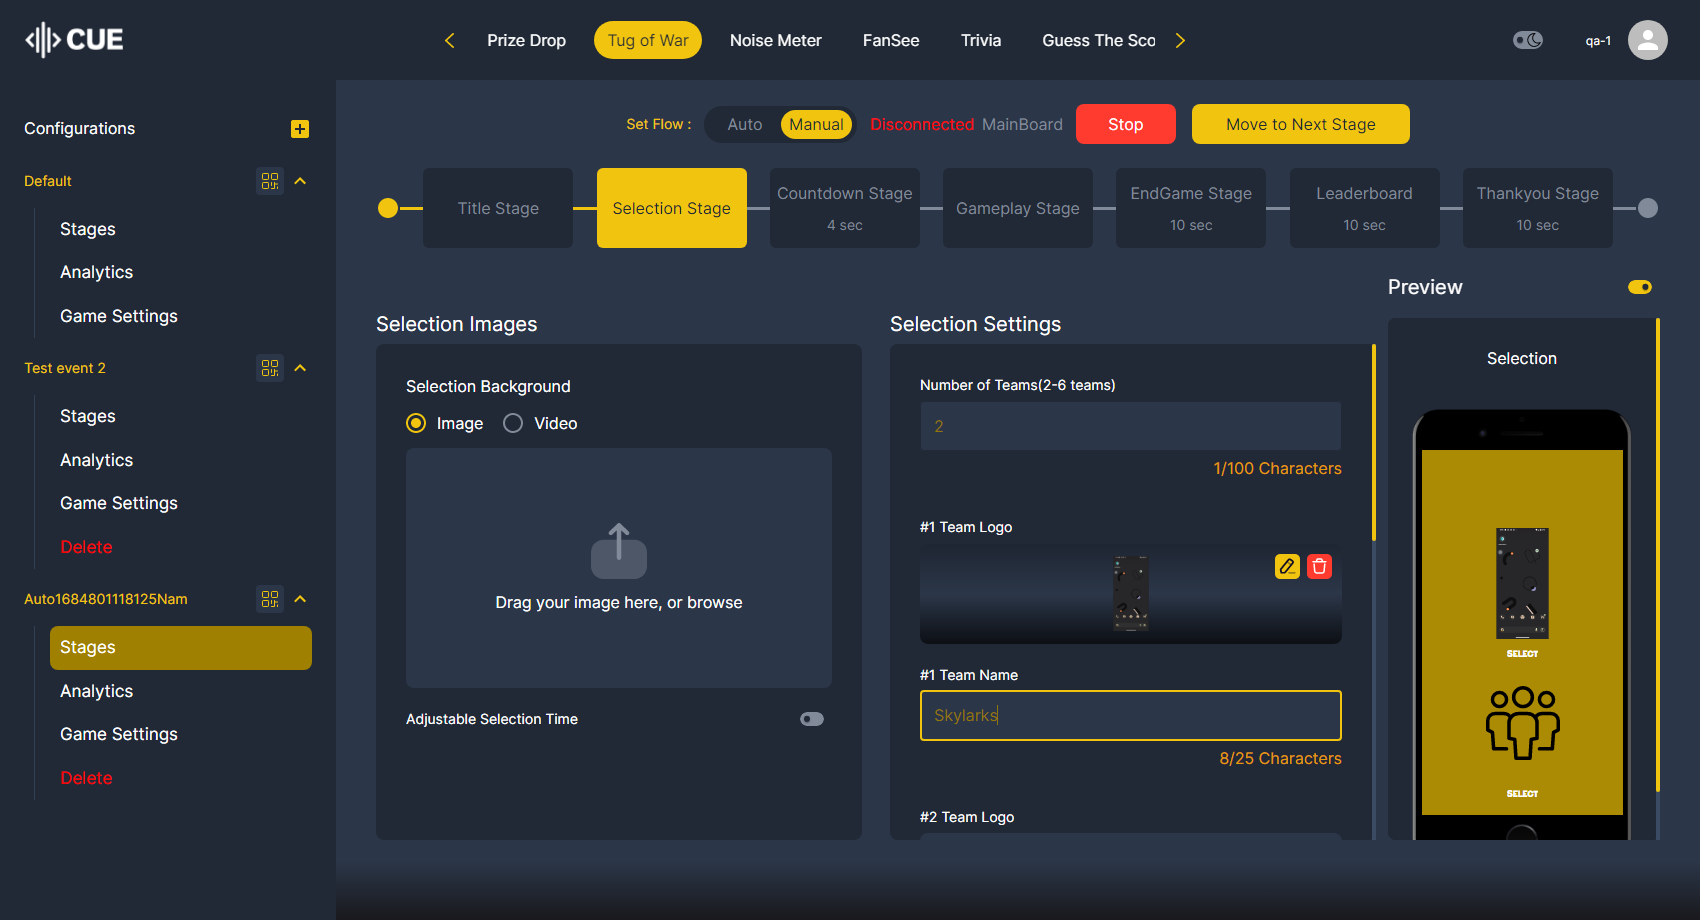 CUE
Prize Drop
Tug of War
Noise Meter
FanSee
Trivia
Guess The Sco
qa-1
Configurations
Default
Stages
Analytics
Game Settings
Test event 2
Stages
Analytics
Game Settings
Delete
Auto1684801118125Nam
Stages
Analytics
Game Settings
Delete
Set Flow :
Auto
Manual
Disconnected MainBoard
Stop
Move to Next Stage
Title Stage
Selection Stage
Countdown Stage
4 sec
Gameplay Stage
EndGame Stage
10 sec
Leaderboard
10 sec
Thankyou Stage
10 sec
Selection Images
Selection Background
Image
Video
Drag your image here, or browse
Adjustable Selection Time
Selection Settings
Number of Teams(2-6 teams)
2
1/100 Characters
#1 Team Logo
#1 Team Name
Skylarks
8/25 Characters
#2 Team Logo
Preview
Selection
SELECT
SELECT